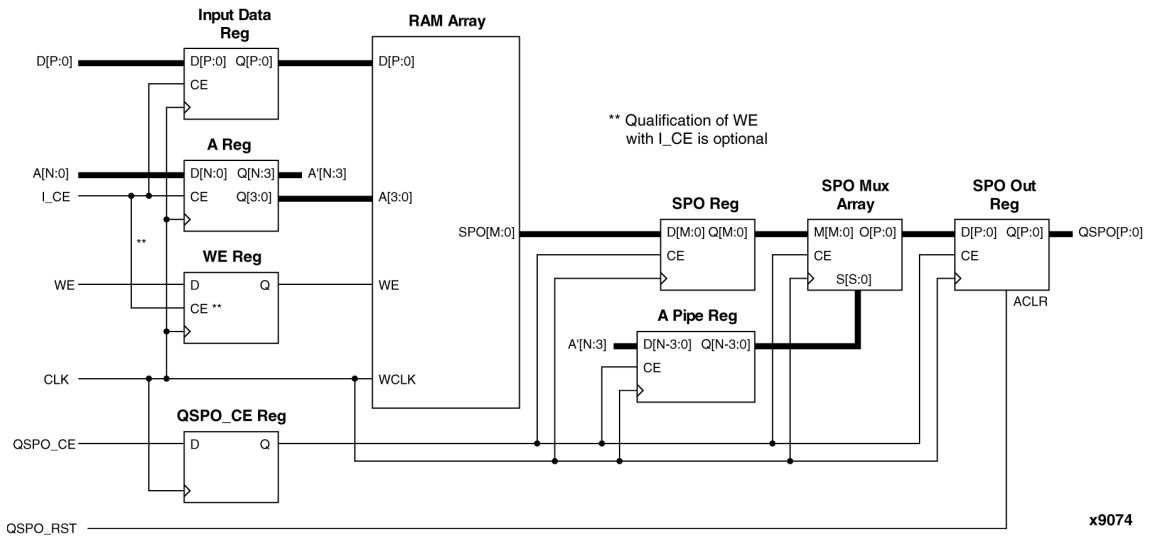 Input Data
Reg
RAM Array
D[P:0]
D[P:0] Q[P:0]
CE
D[P:0]
** Qualification of WE
with I_CE is optional
A Reg
A[N:0]
D[N:0] Q[N:3]
A'[N:3]
I_CE
CE
Q[3:0]
A[3:0]
**
SPO[M:0]
SPO Reg
D[M:0] Q[M:0]
CE
SPO Mux
Array
M[M:0] O[P:0]
CE
S[S:0]
SPO Out
Reg
D[P:0] Q[P:0]
CE
QSPO[P:0]
ACLR
WE Reg
WE
D Q
CE **
WE
A Pipe Reg
A'[N:3]
D[N-3:0] Q[N-3:0]
CE
CLK
WCLK
QSPO_CE Reg
QSPO_CE
D Q
QSPO_RST
x9074